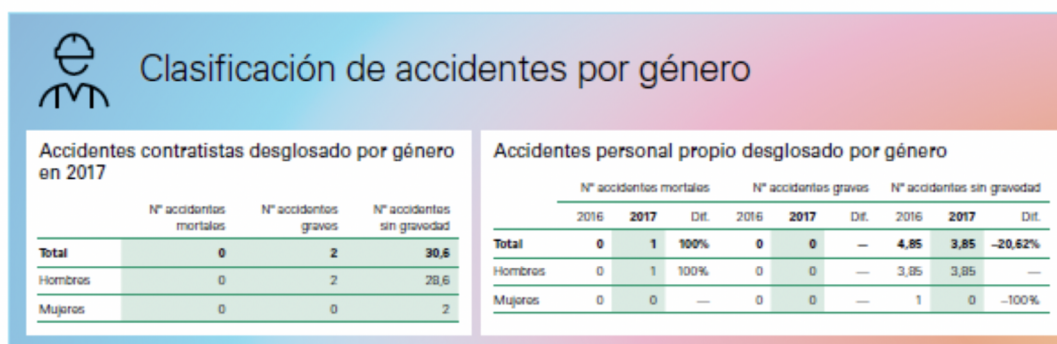 Clasificación de accidentes por género
Accidentes contratistas desglosado por género
en 2017
Nº accidentes mortales Nº accidentes graves Nº accidentes sin gravedad
Total 0 2 30,6
Hombres 0 2 28,6
Mujeres 0 0 2
Accidentes personal propio desglosado por género
Nº accidentes mortales Nº accidentes graves Nº accidentes sin gravedad
2016 2017 Dif. 2016 2017 Dif. 2016 2017 Dif.
Total 0 1 100% 0 0 — 4,85 3,85 –20,62%
Hombres 0 1 100% 0 0 — 3,85 3,85 —
Mujeres 0 0 — 0 0 — 1 0 –100%